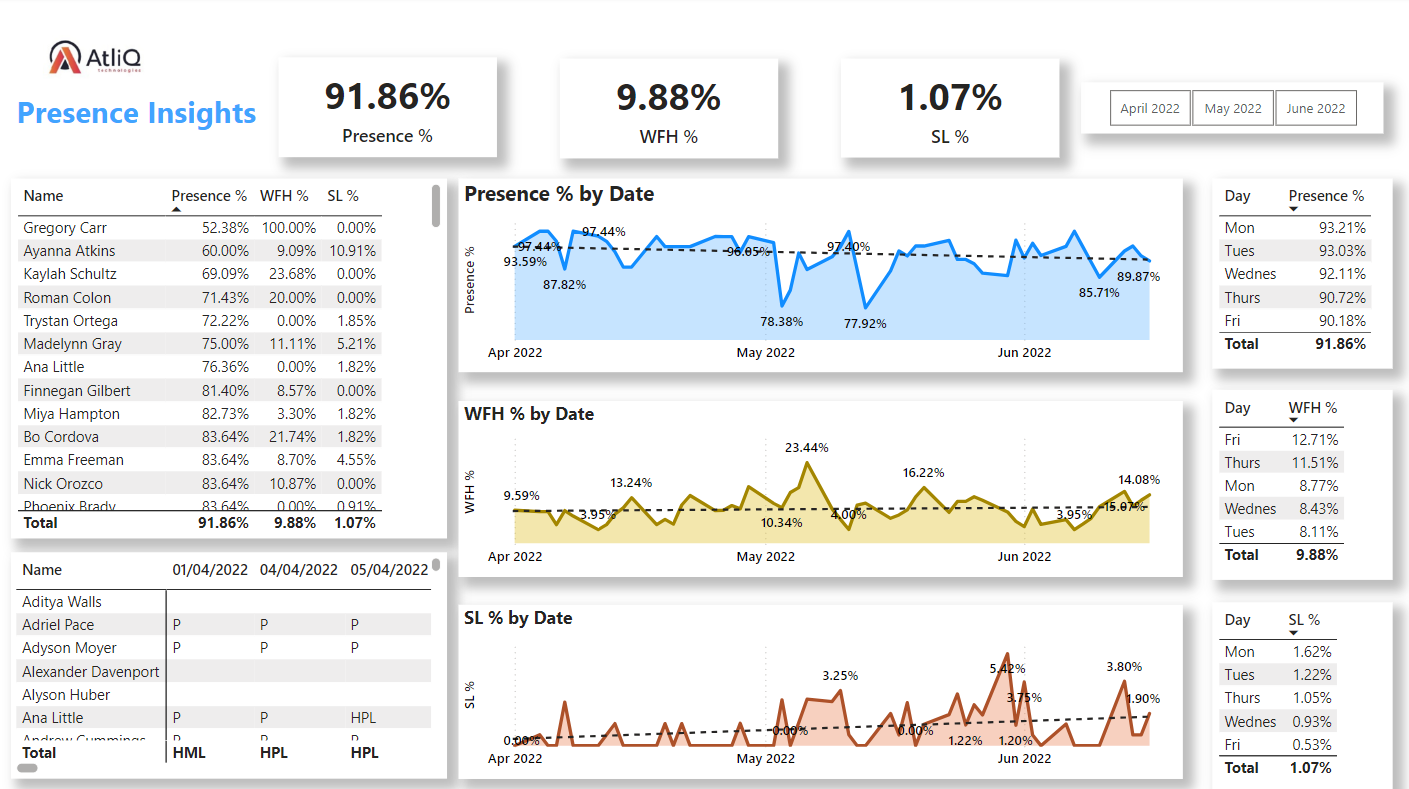 AtliQ
technologies
Presence Insights
91.86%
Presence %
9.88%
WFH %
1.07%
SL %
April 2022 May 2022 June 2022
Name Presence % WFH % SL %
Gregory Carr 52.38% 100.00% 0.00%
Ayanna Atkins 60.00% 9.09% 10.91%
Kaylah Schultz 69.09% 23.68% 0.00%
Roman Colon 71.43% 20.00% 0.00%
Trystan Ortega 72.22% 0.00% 1.85%
Madelynn Gray 75.00% 11.11% 5.21%
Ana Little 76.36% 0.00% 1.82%
Finnegan Gilbert 81.40% 8.57% 0.00%
Miya Hampton 82.73% 3.30% 1.82%
Bo Cordova 83.64% 21.74% 1.82%
Emma Freeman 83.64% 8.70% 4.55%
Nick Orozco 83.64% 10.87% 0.00%
Phoenix Brady 83.64% 0.00% 0.91%
Total 91.86% 9.88% 1.07%
Name 01/04/2022 04/04/2022 05/04/2022
Aditya Walls
Adriel Pace P P P
Adyson Moyer P P P
Alexander Davenport
Alyson Huber
Ana Little P P HPL
Andrew Cummings P P P
Total HML HPL HPL
Presence % by Date
Presence %
97.44% 97.44% 96.05% 97.40%
93.59% 87.82% 78.38% 77.92% 85.71% 89.87%
Apr 2022 May 2022 Jun 2022
WFH % by Date
WFH %
9.59% 3.95% 13.24% 10.34% 23.44% 4.00% 16.22% 3.95% 15.07% 14.08%
Apr 2022 May 2022 Jun 2022
SL % by Date
SL %
0.00% 0.00% 3.25% 0.00% 1.22% 5.42% 1.20% 3.75% 3.80% 1.90%
Apr 2022 May 2022 Jun 2022
Day Presence %
Mon 93.21%
Tues 93.03%
Wednes 92.11%
Thurs 90.72%
Fri 90.18%
Total 91.86%
Day WFH %
Fri 12.71%
Thurs 11.51%
Mon 8.77%
Wednes 8.43%
Tues 8.11%
Total 9.88%
Day SL %
Mon 1.62%
Tues 1.22%
Thurs 1.05%
Wednes 0.93%
Fri 0.53%
Total 1.07%